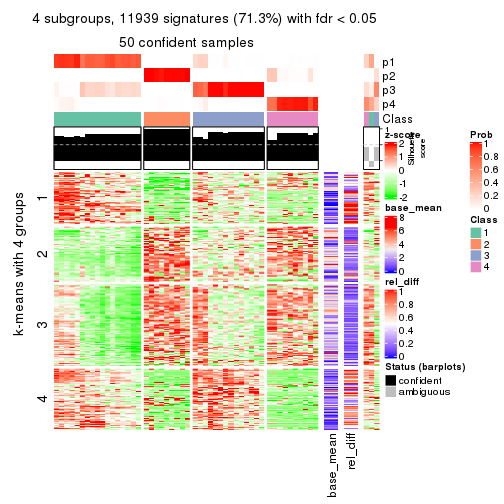 4 subgroups, 11939 signatures (71.3%) with fdr < 0.05
50 confident samples
p1
p2
p3
p4
Class
1
Silhouette
score
z-score
2
1
0
-1
-2
Prob
1
0.8
0.6
0.4
0.2
0
base_mean
8
6
4
2
0
Class
1
2
3
4
rel_diff
1
0.8
0.6
0.4
0.2
0
Status (barplots)
confident
ambiguous
k-means with 4 groups
1
2
3
4
base_mean
rel_diff